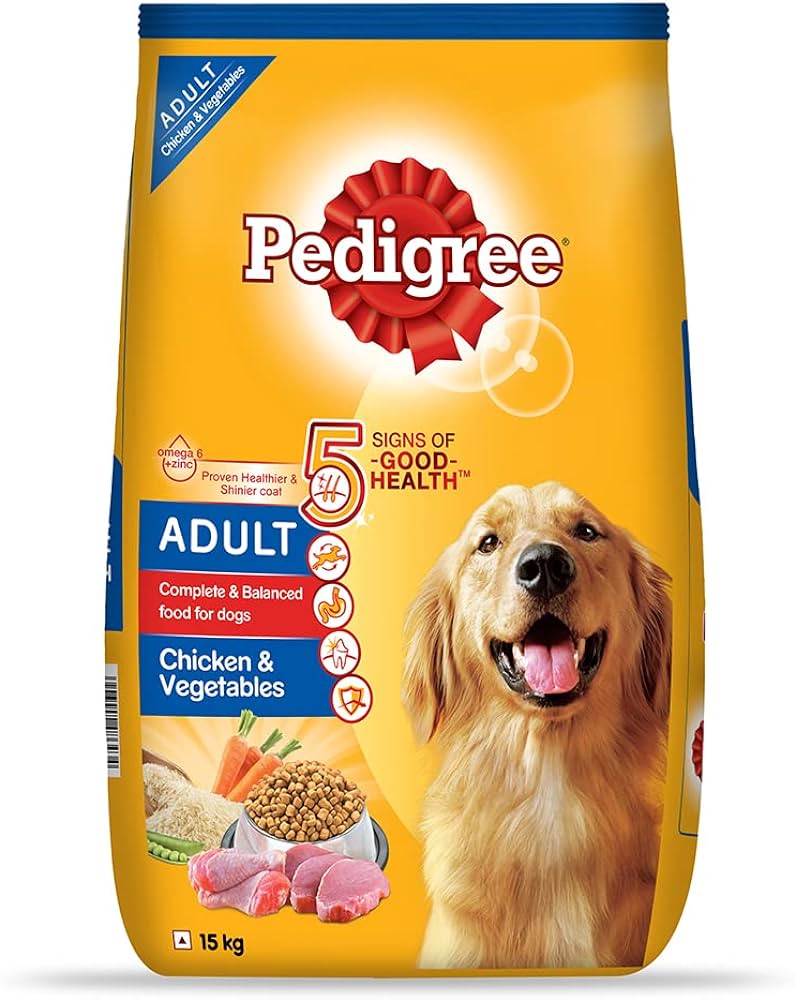 ADULT
Chicken & Vegetables
Pedigree®
omega 6
+zinc
Proven Healthier &
Shinier coat
5 SIGNS OF
-GOOD-
HEALTH™
ADULT
Complete & Balanced
food for dogs
Chicken &
Vegetables
15 kg